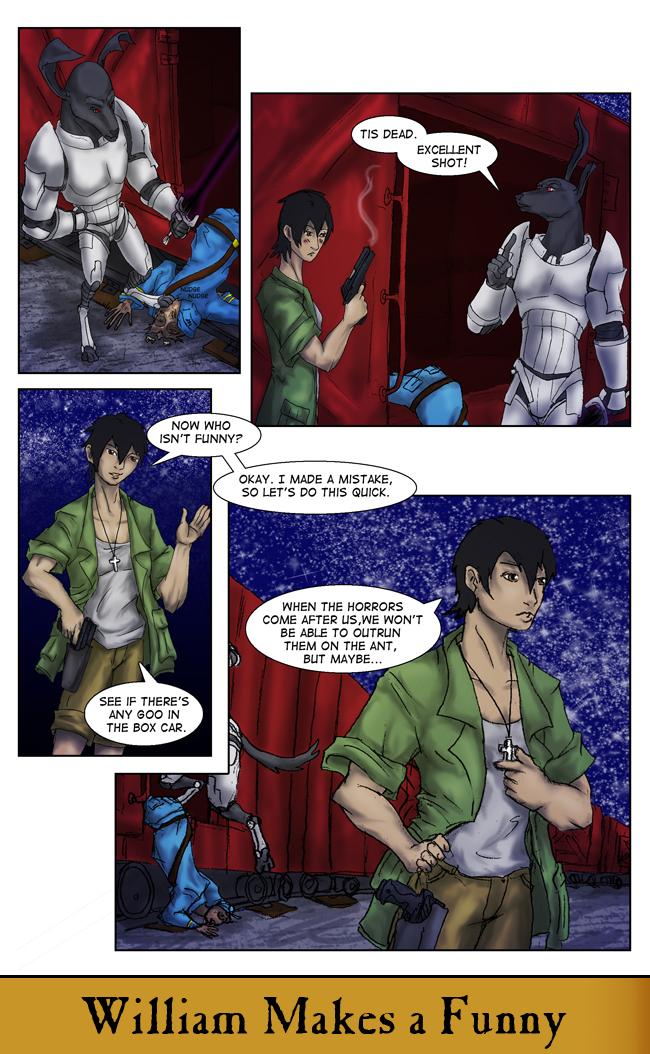 NUDGE
NUDGE
TIS DEAD.
EXCELLENT
SHOT!
NOW WHO
ISN'T FUNNY?
OKAY. I MADE A MISTAKE,
SO LET'S DO THIS QUICK.
SEE IF THERE'S
ANY GOO IN
THE BOX CAR.
WHEN THE HORRORS
COME AFTER US,WE WON'T
BE ABLE TO OUTRUN
THEM ON THE ANT,
BUT MAYBE...
William Makes a Funny